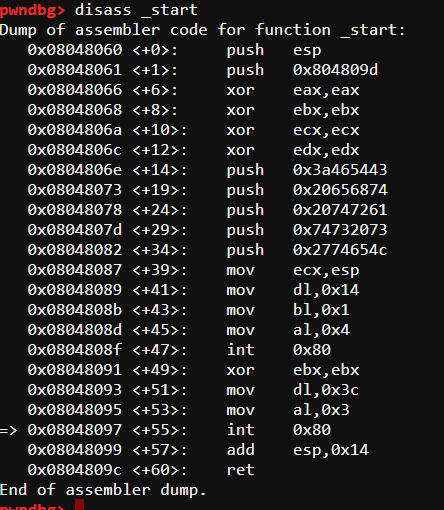 pwndbg> disass _start
Dump of assembler code for function _start:
   0x08048060 <+0>:     push   esp
   0x08048061 <+1>:     push   0x804809d
   0x08048066 <+6>:     xor    eax,eax
   0x08048068 <+8>:     xor    ebx,ebx
   0x0804806a <+10>:    xor    ecx,ecx
   0x0804806c <+12>:    xor    edx,edx
   0x0804806e <+14>:    push   0x3a465443
   0x08048073 <+19>:    push   0x20656874
   0x08048078 <+24>:    push   0x20747261
   0x0804807d <+29>:    push   0x74732073
   0x08048082 <+34>:    push   0x2774654c
   0x08048087 <+39>:    mov    ecx,esp
   0x08048089 <+41>:    mov    dl,0x14
   0x0804808b <+43>:    mov    bl,0x1
   0x0804808d <+45>:    mov    al,0x4
   0x0804808f <+47>:    int    0x80
   0x08048091 <+49>:    xor    ebx,ebx
   0x08048093 <+51>:    mov    dl,0x3c
   0x08048095 <+53>:    mov    al,0x3
=> 0x08048097 <+55>:    int    0x80
   0x08048099 <+57>:    add    esp,0x14
   0x0804809c <+60>:    ret
End of assembler dump.
pwndbg>